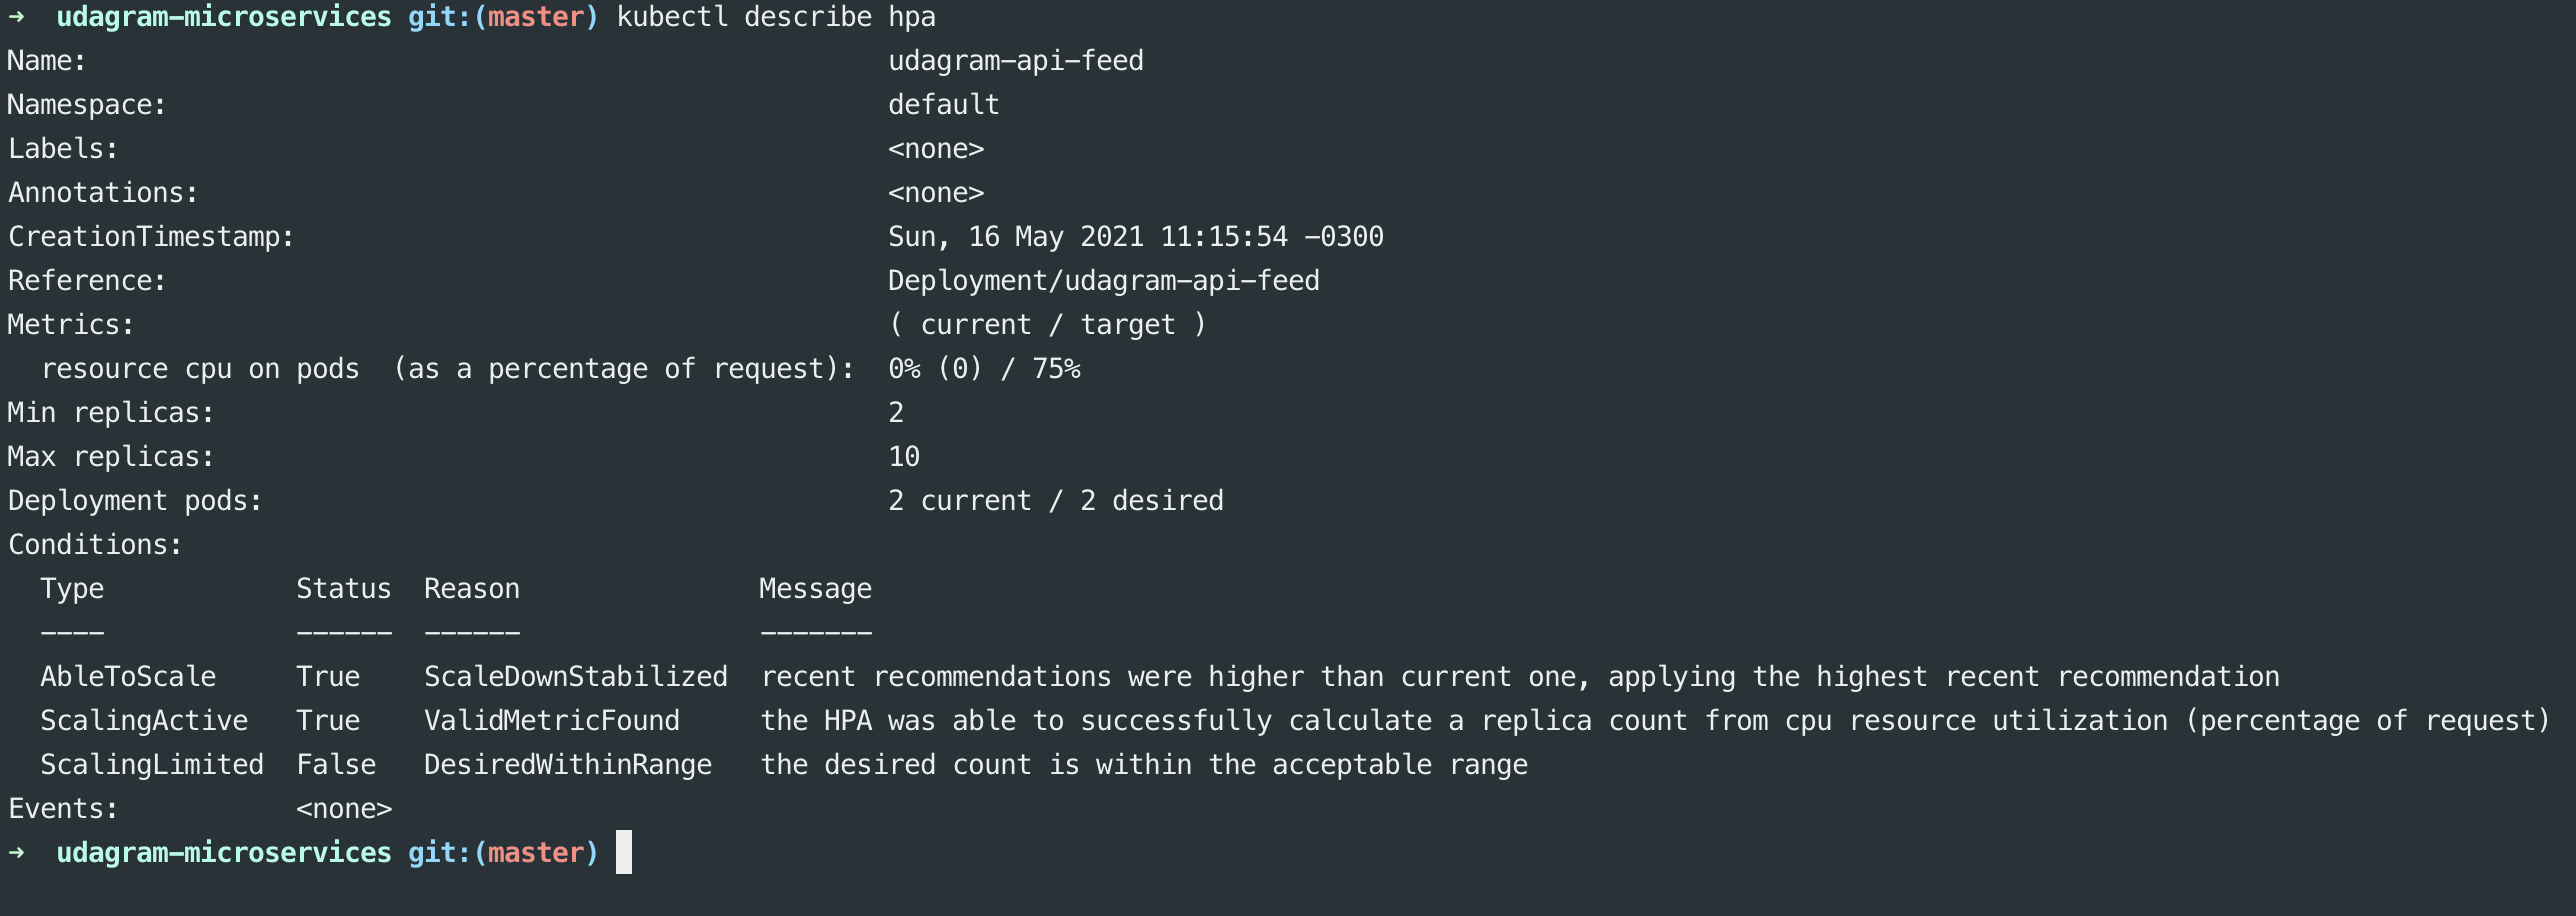 →  udagram-microservices git:(master) kubectl describe hpa
Name:                                                  udagram-api-feed
Namespace:                                             default
Labels:                                                <none>
Annotations:                                           <none>
CreationTimestamp:                                     Sun, 16 May 2021 11:15:54 -0300
Reference:                                             Deployment/udagram-api-feed
Metrics:                                               ( current / target )
  resource cpu on pods  (as a percentage of request):  0% (0) / 75%
Min replicas:                                          2
Max replicas:                                          10
Deployment pods:                                       2 current / 2 desired
Conditions:
  Type            Status  Reason               Message
  ----            ------  ------               -------
  AbleToScale     True    ScaleDownStabilized  recent recommendations were higher than current one, applying the highest recent recommendation
  ScalingActive   True    ValidMetricFound     the HPA was able to successfully calculate a replica count from cpu resource utilization (percentage of request)
  ScalingLimited  False   DesiredWithinRange   the desired count is within the acceptable range
Events:           <none>
→  udagram-microservices git:(master)